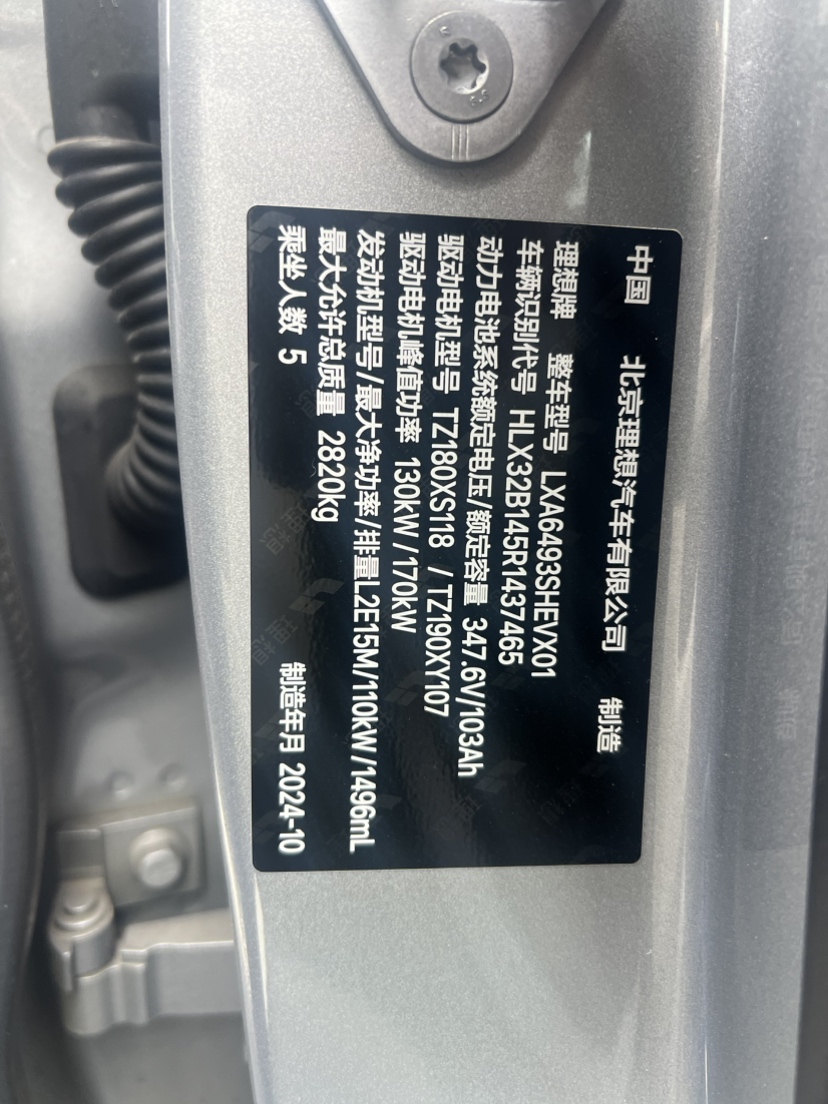 中国 北京理想汽车有限公司 制造
理想牌 整车型号 LXA6493SHEVX01
车辆识别代号 HLX32B145R1437465
动力电池系统额定电压/额定容量 347.6V/103Ah
驱动电机型号 TZ180XS118 /TZ190XY107
驱动电机峰值功率 130kW/170kW
发动机型号/最大净功率/排量L2E15M/110kW/1496mL
最大允许总质量 2820kg
乘坐人数 5 制造年月 2024-10